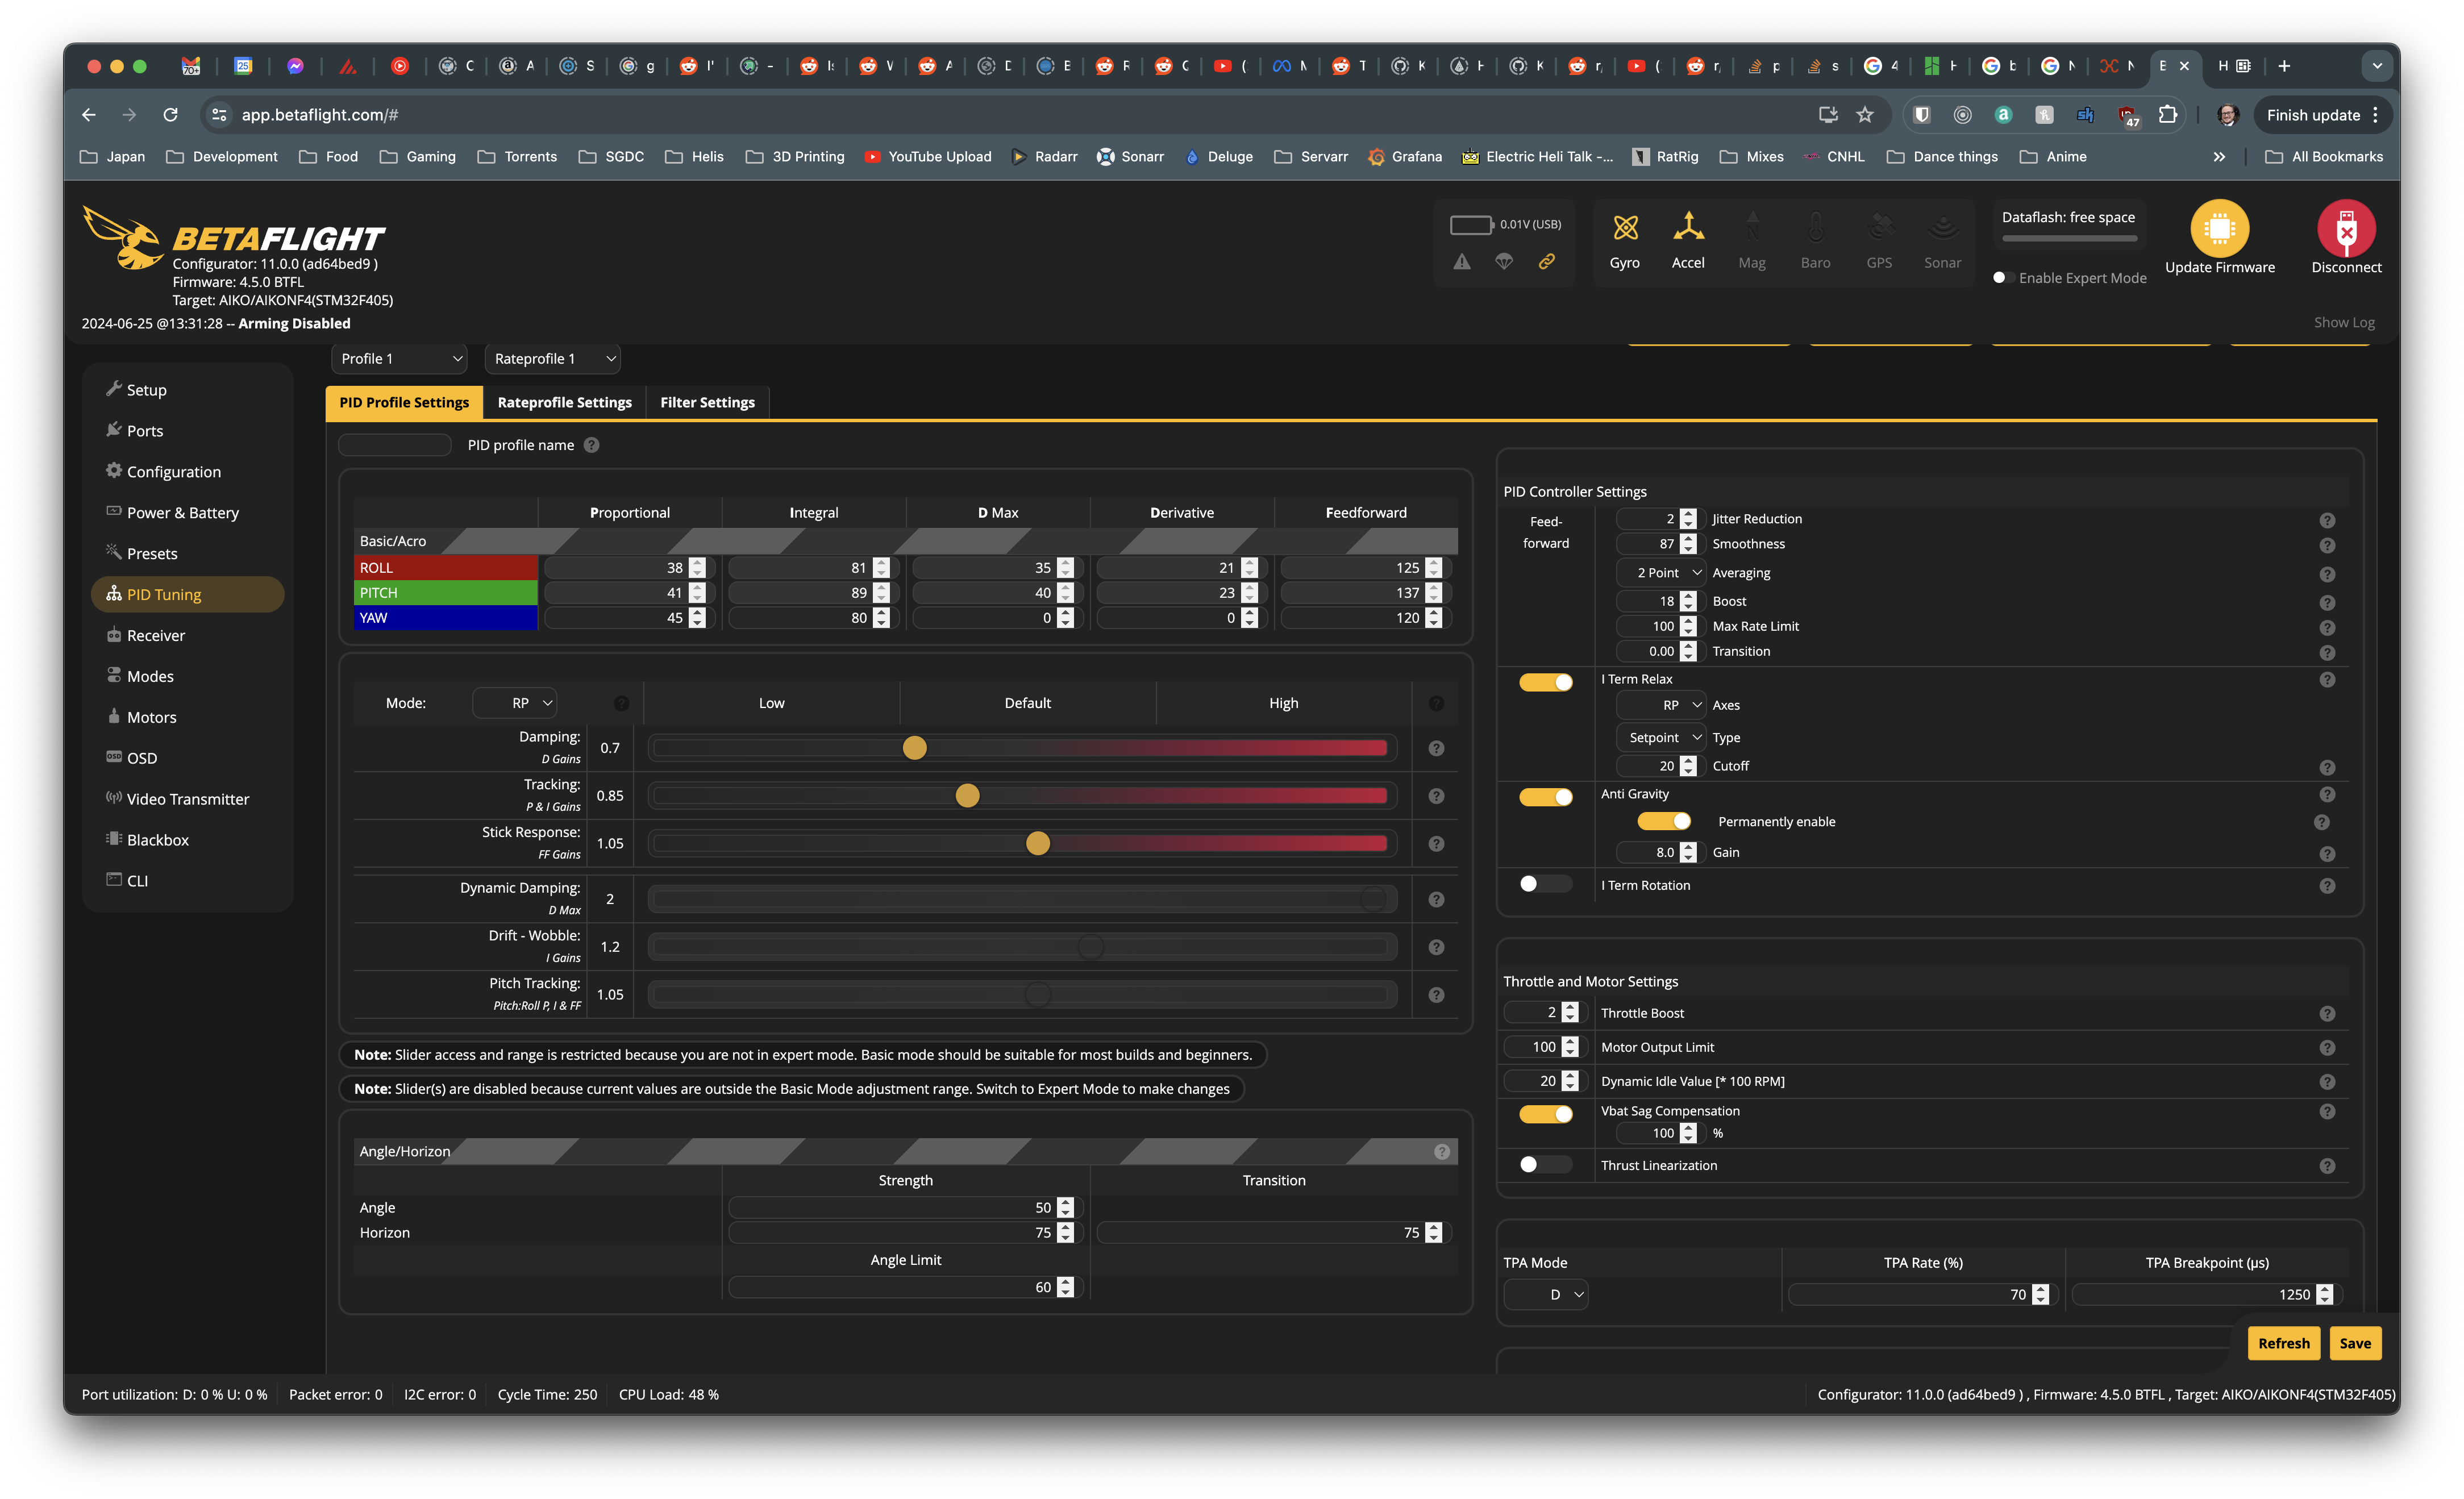 70+
25
C
A
S
g
I'
-
Is
W
A
D
E
R
C
(
M
T
K
H
K
r,
(
r,
p
s
4
H
b
N
N
E
H
app.betaflight.com/#
47
Finish update
Japan
Development
Food
Gaming
Torrents
SGDC
Helis
3D Printing
YouTube Upload
Radarr
Sonarr
Deluge
Servarr
Grafana
Electric Heli Talk -...
RatRig
Mixes
CNHL
Dance things
Anime
All Bookmarks
BETAFLIGHT
Configurator: 11.0.0 (ad64bed9 )
Firmware: 4.5.0 BTFL
Target: AIKO/AIKONF4(STM32F405)
0.01V (USB)
Gyro
Accel
Mag
Baro
GPS
Sonar
Dataflash: free space
Enable Expert Mode
Update Firmware
Disconnect
2024-06-25 @13:31:28 -- Arming Disabled
Show Log
Setup
Ports
Configuration
Power & Battery
Presets
PID Tuning
Receiver
Modes
Motors
OSD
Video Transmitter
Blackbox
CLI
Profile 1
Rateprofile 1
PID Profile Settings
Rateprofile Settings
Filter Settings
PID profile name
Proportional Integral D Max Derivative Feedforward
Basic/Acro
ROLL 38 81 35 21 125
PITCH 41 89 40 23 137
YAW 45 80 0 0 120
Mode: RP Low Default High
Damping: 0.7
D Gains
Tracking: 0.85
P & I Gains
Stick Response: 1.05
FF Gains
Dynamic Damping: 2
D Max
Drift - Wobble: 1.2
I Gains
Pitch Tracking: 1.05
Pitch:Roll P, I & FF
Note: Slider access and range is restricted because you are not in expert mode. Basic mode should be suitable for most builds and beginners.
Note: Slider(s) are disabled because current values are outside the Basic Mode adjustment range. Switch to Expert Mode to make changes
Angle/Horizon
Strength Transition
Angle 50
Horizon 75 75
Angle Limit
60
PID Controller Settings
Feed-
forward
2 Jitter Reduction
87 Smoothness
2 Point Averaging
18 Boost
100 Max Rate Limit
0.00 Transition
I Term Relax
RP Axes
Setpoint Type
20 Cutoff
Anti Gravity
Permanently enable
8.0 Gain
I Term Rotation
Throttle and Motor Settings
2 Throttle Boost
100 Motor Output Limit
20 Dynamic Idle Value [* 100 RPM]
Vbat Sag Compensation
100 %
Thrust Linearization
TPA Mode TPA Rate (%) TPA Breakpoint (µs)
D 70 1250
Refresh
Save
Port utilization: D: 0 % U: 0 %
Packet error: 0
I2C error: 0
Cycle Time: 250
CPU Load: 48 %
Configurator: 11.0.0 (ad64bed9 ) , Firmware: 4.5.0 BTFL , Target: AIKO/AIKONF4(STM32F405)